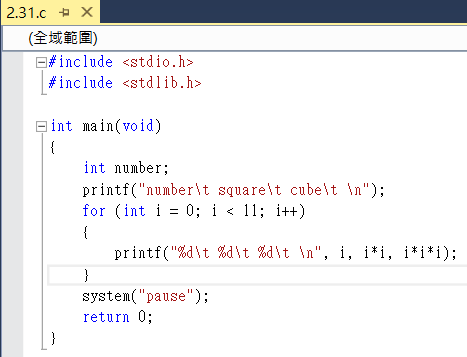 2.31.c
(全域範圍)
#include <stdio.h>
#include <stdlib.h>
int main(void)
{
int number;
printf("number\t square\t cube\t \n");
for (int i = 0; i < 11; i++)
{
printf("%d\t %d\t %d\t \n", i, i*i, i*i*i);
}
system("pause");
return 0;
}